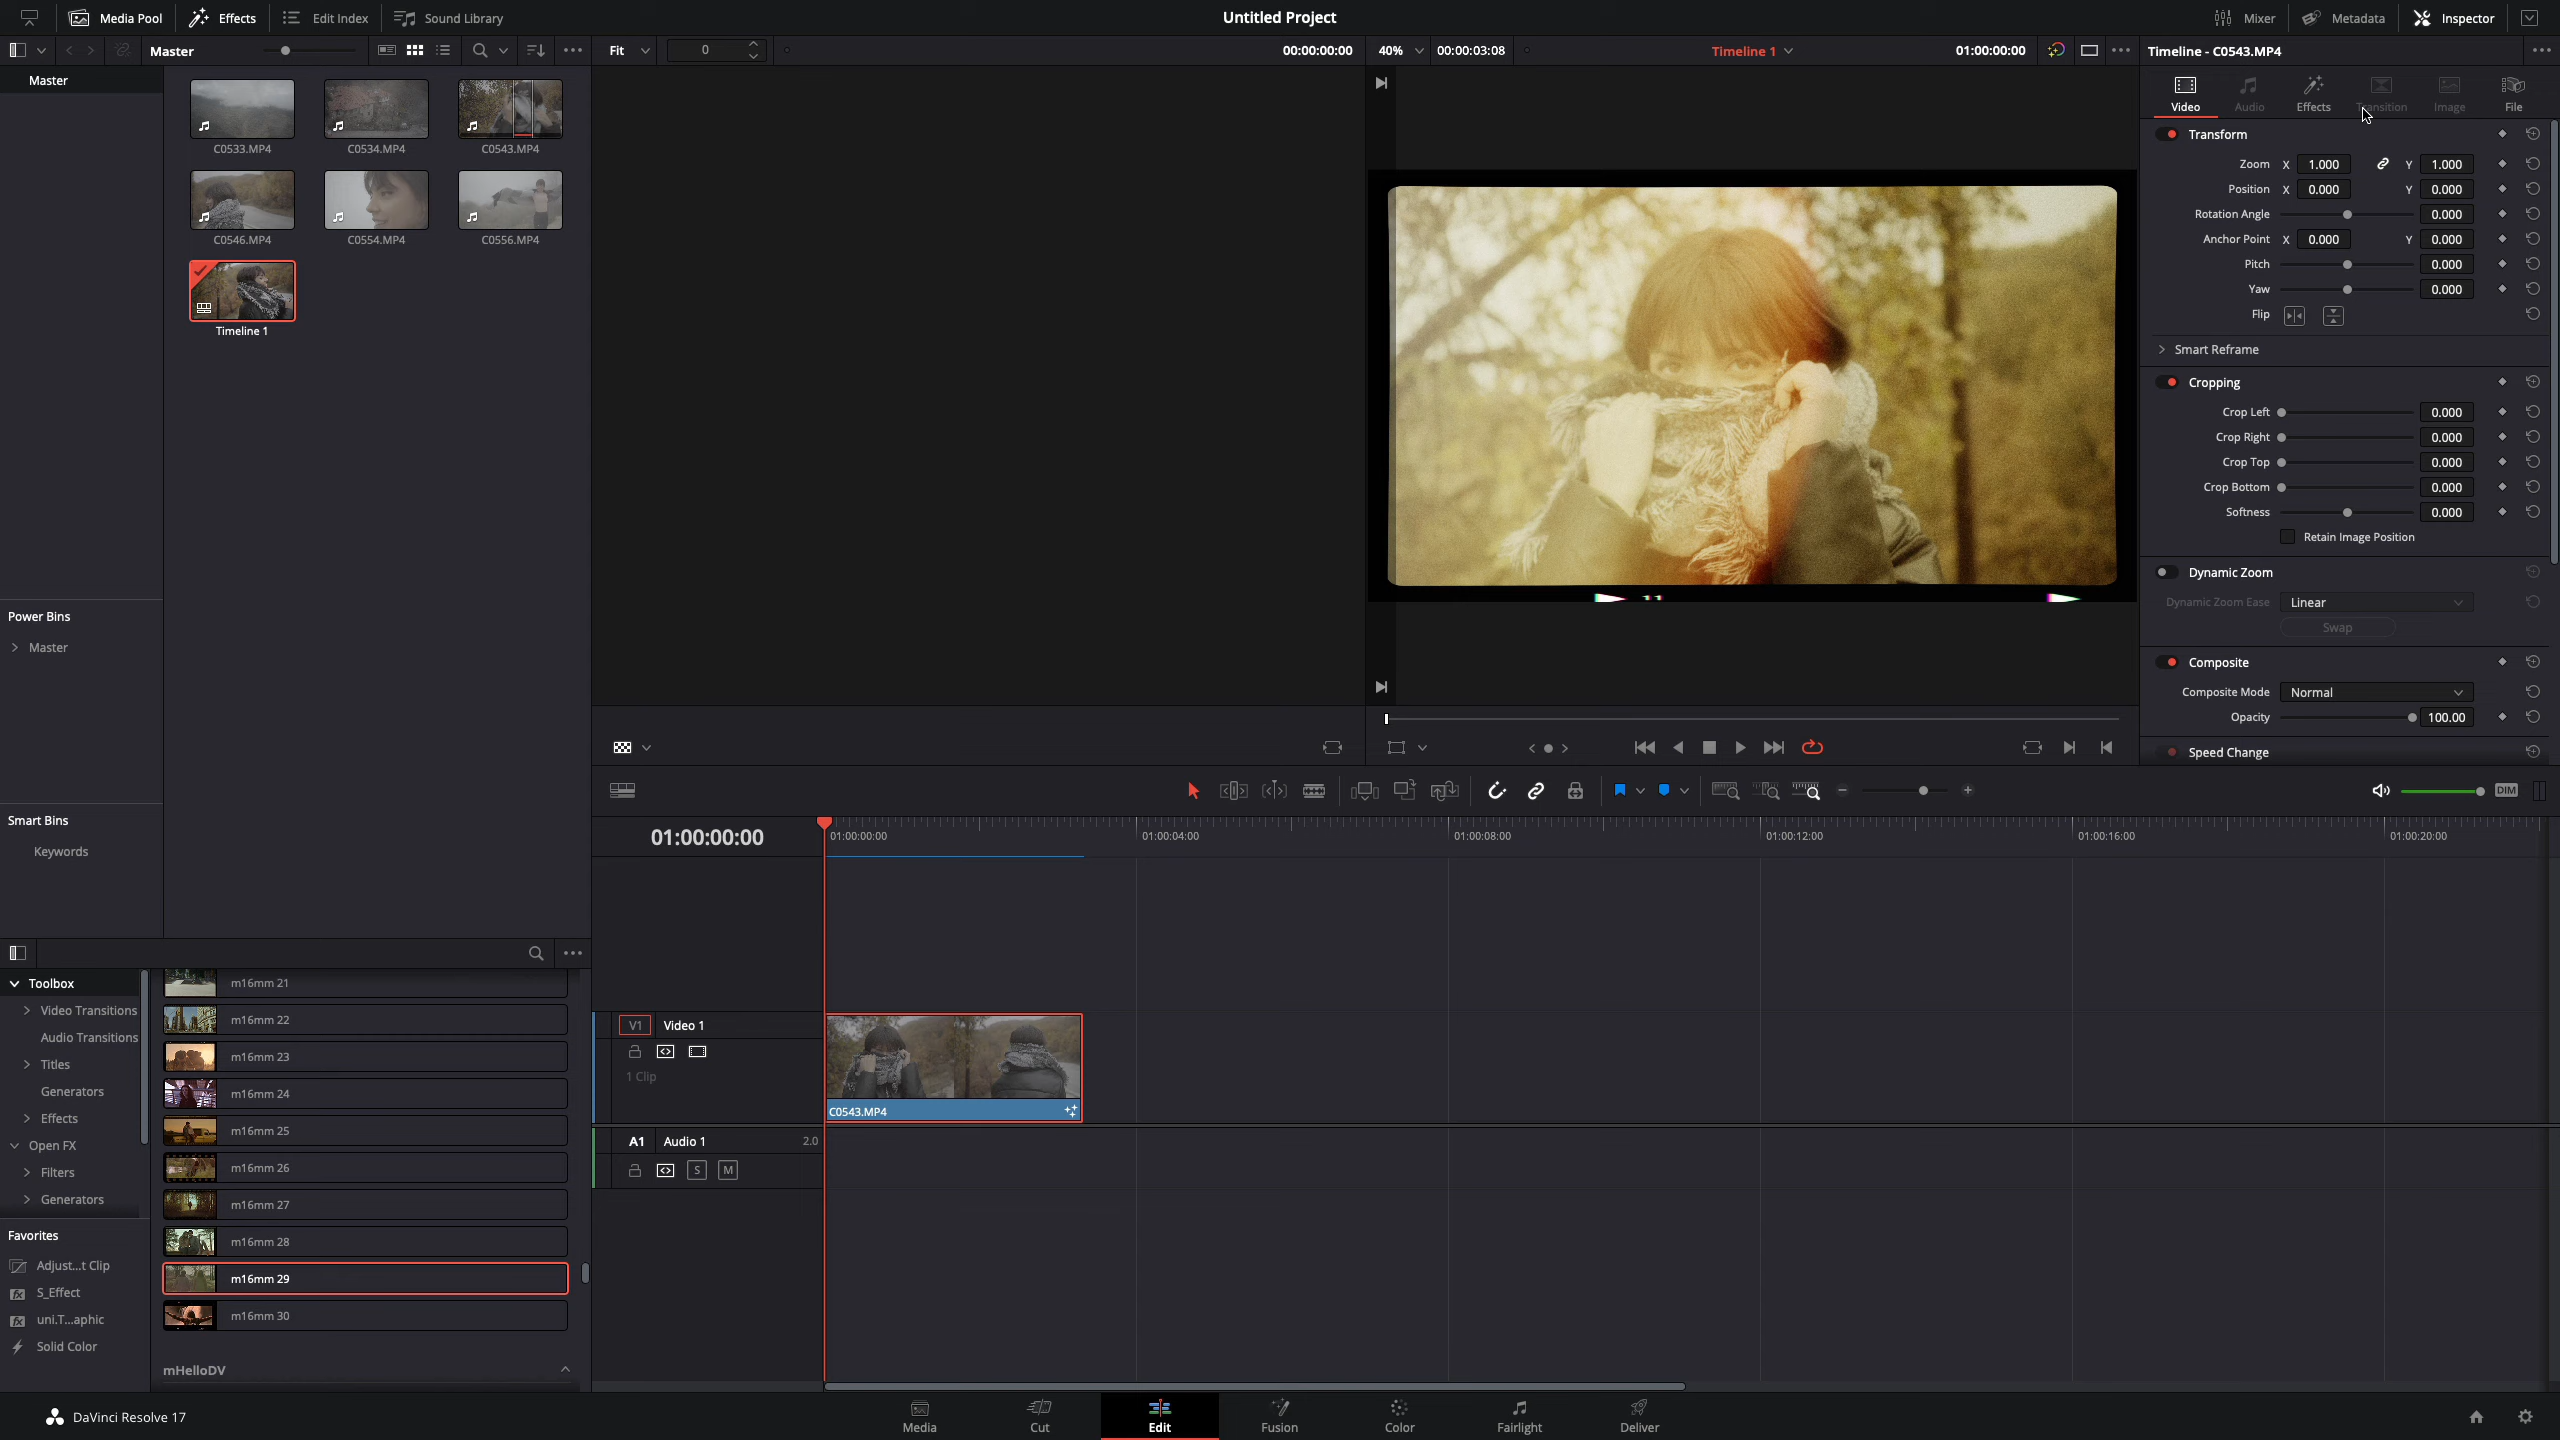 Media Pool Effects Edit Index Sound Library Untitled Project Mixer Metadata Inspector
Master Fit 0 00:00:00:00 40% 00:00:03:08 Timeline 1 01:00:00:00 Timeline - C0543.MP4
Master
C0533.MP4 C0534.MP4 C0543.MP4
C0546.MP4 C0554.MP4 C0556.MP4
Timeline 1
Power Bins
Master
Smart Bins
Keywords
Video Audio Effects Transition Image File
Transform
Zoom X 1.000 Y 1.000
Position X 0.000 Y 0.000
Rotation Angle 0.000
Anchor Point X 0.000 Y 0.000
Pitch 0.000
Yaw 0.000
Flip
Smart Reframe
Cropping
Crop Left 0.000
Crop Right 0.000
Crop Top 0.000
Crop Bottom 0.000
Softness 0.000
Retain Image Position
Dynamic Zoom
Dynamic Zoom Ease Linear
Swap
Composite
Composite Mode Normal
Opacity 100.00
Speed Change
DIM
01:00:00:00 01:00:00:00 01:00:04:00 01:00:08:00 01:00:12:00 01:00:16:00 01:00:20:00
V1 Video 1
1 Clip
C0543.MP4
A1 Audio 1 2.0
S M
Toolbox
Video Transitions
Audio Transitions
Titles
Generators
Effects
Open FX
Filters
Generators
Favorites
Adjust...t Clip
S_Effect
uni.T...aphic
Solid Color
m16mm 21
m16mm 22
m16mm 23
m16mm 24
m16mm 25
m16mm 26
m16mm 27
m16mm 28
m16mm 29
m16mm 30
mHelloDV
DaVinci Resolve 17 Media Cut Edit Fusion Color Fairlight Deliver